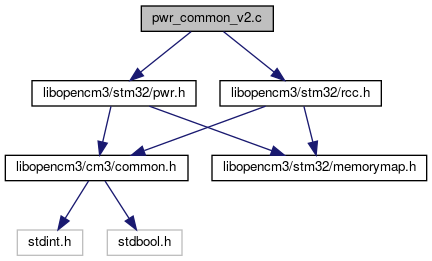 pwr_common_v2.c
libopencm3/stm32/pwr.h
libopencm3/stm32/rcc.h
libopencm3/cm3/common.h
libopencm3/stm32/memorymap.h
stdint.h
stdbool.h